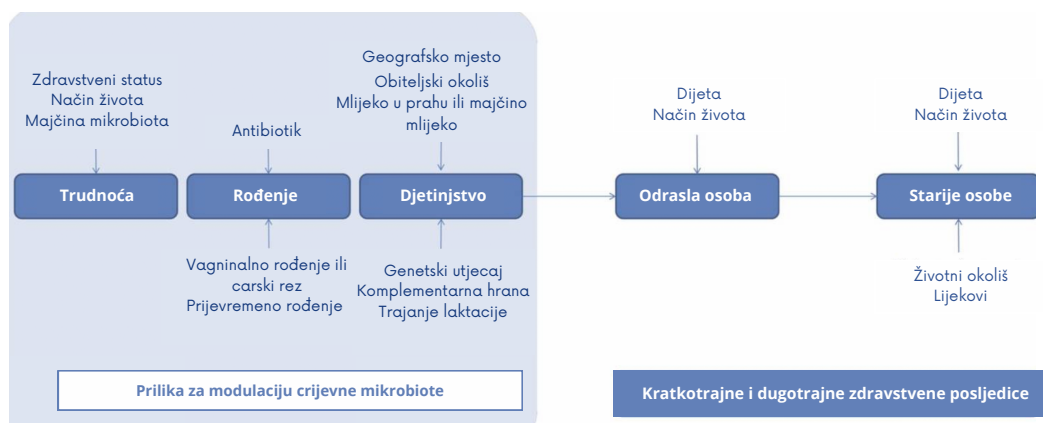 Zdravstveni status
Način života
Majčina mikrobiota
Trudnoća
Antibiotik
Rođenje
Vagninalno rođenje ili
carski rez
Prijevremeno rođenje
Geografsko mjesto
Obiteljski okoliš
Mlijeko u prahu ili majčino
mlijeko
Djetinjstvo
Genetski utjecaj
Komplementarna hrana
Trajanje laktacije
Dijeta
Način života
Odrasla osoba
Dijeta
Način života
Starije osobe
Životni okoliš
Lijekovi
Prilika za modulaciju crijevne mikrobiote
Kratkotrajne i dugotrajne zdravstvene posljedice